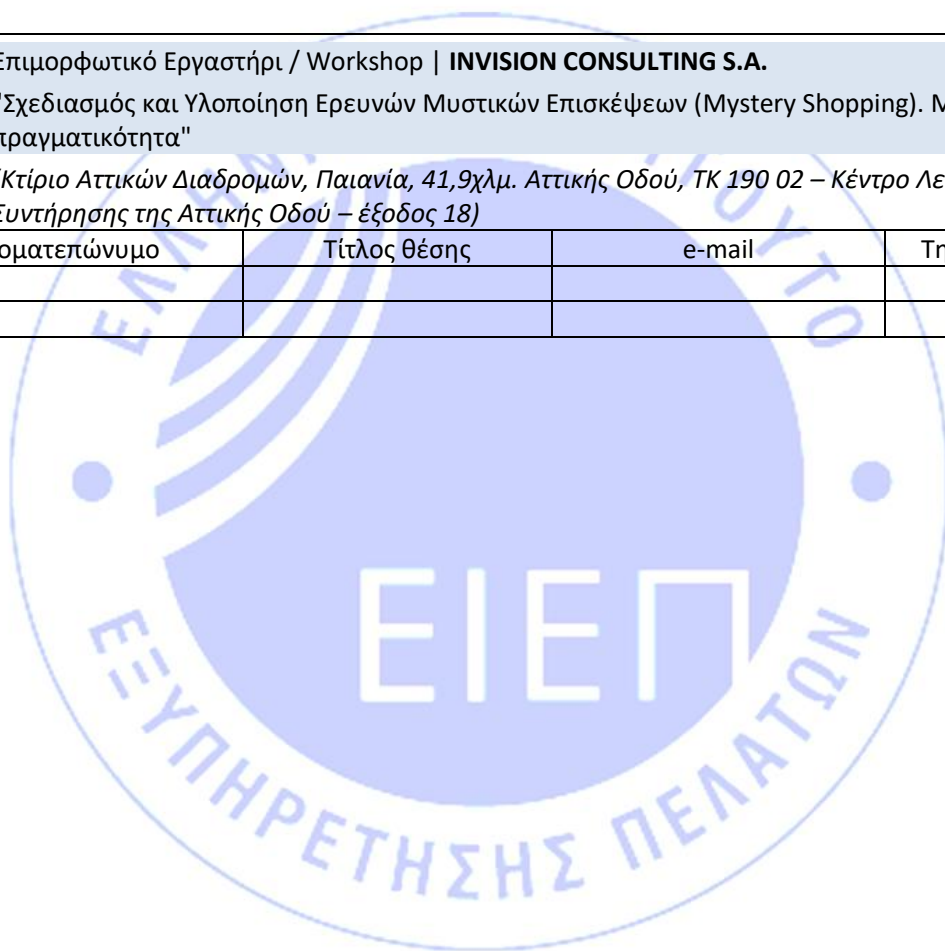 Επιμορφωτικό Εργαστήρι / Workshop | INVISION CONSULTING S.A.
"Σχεδιασμός και Υλοποίηση Ερευνών Μυστικών Επισκέψεων (Mystery Shopping).
πραγματικότητα"
Κτίριο Αττικών Διαδρομών, Παιανία, 41,9χλμ. Αττικής Οδού, ΤΚ 190 02 – Κέντρο
Συντήρησης της Αττικής Οδού – έξοδος 18)
Τίτλος θέσης e-mail
ΕΙΕΠ
ΕΞΥΠΗΡΕΤΗΣΗΣ ΠΕΛΑΤΩΝ